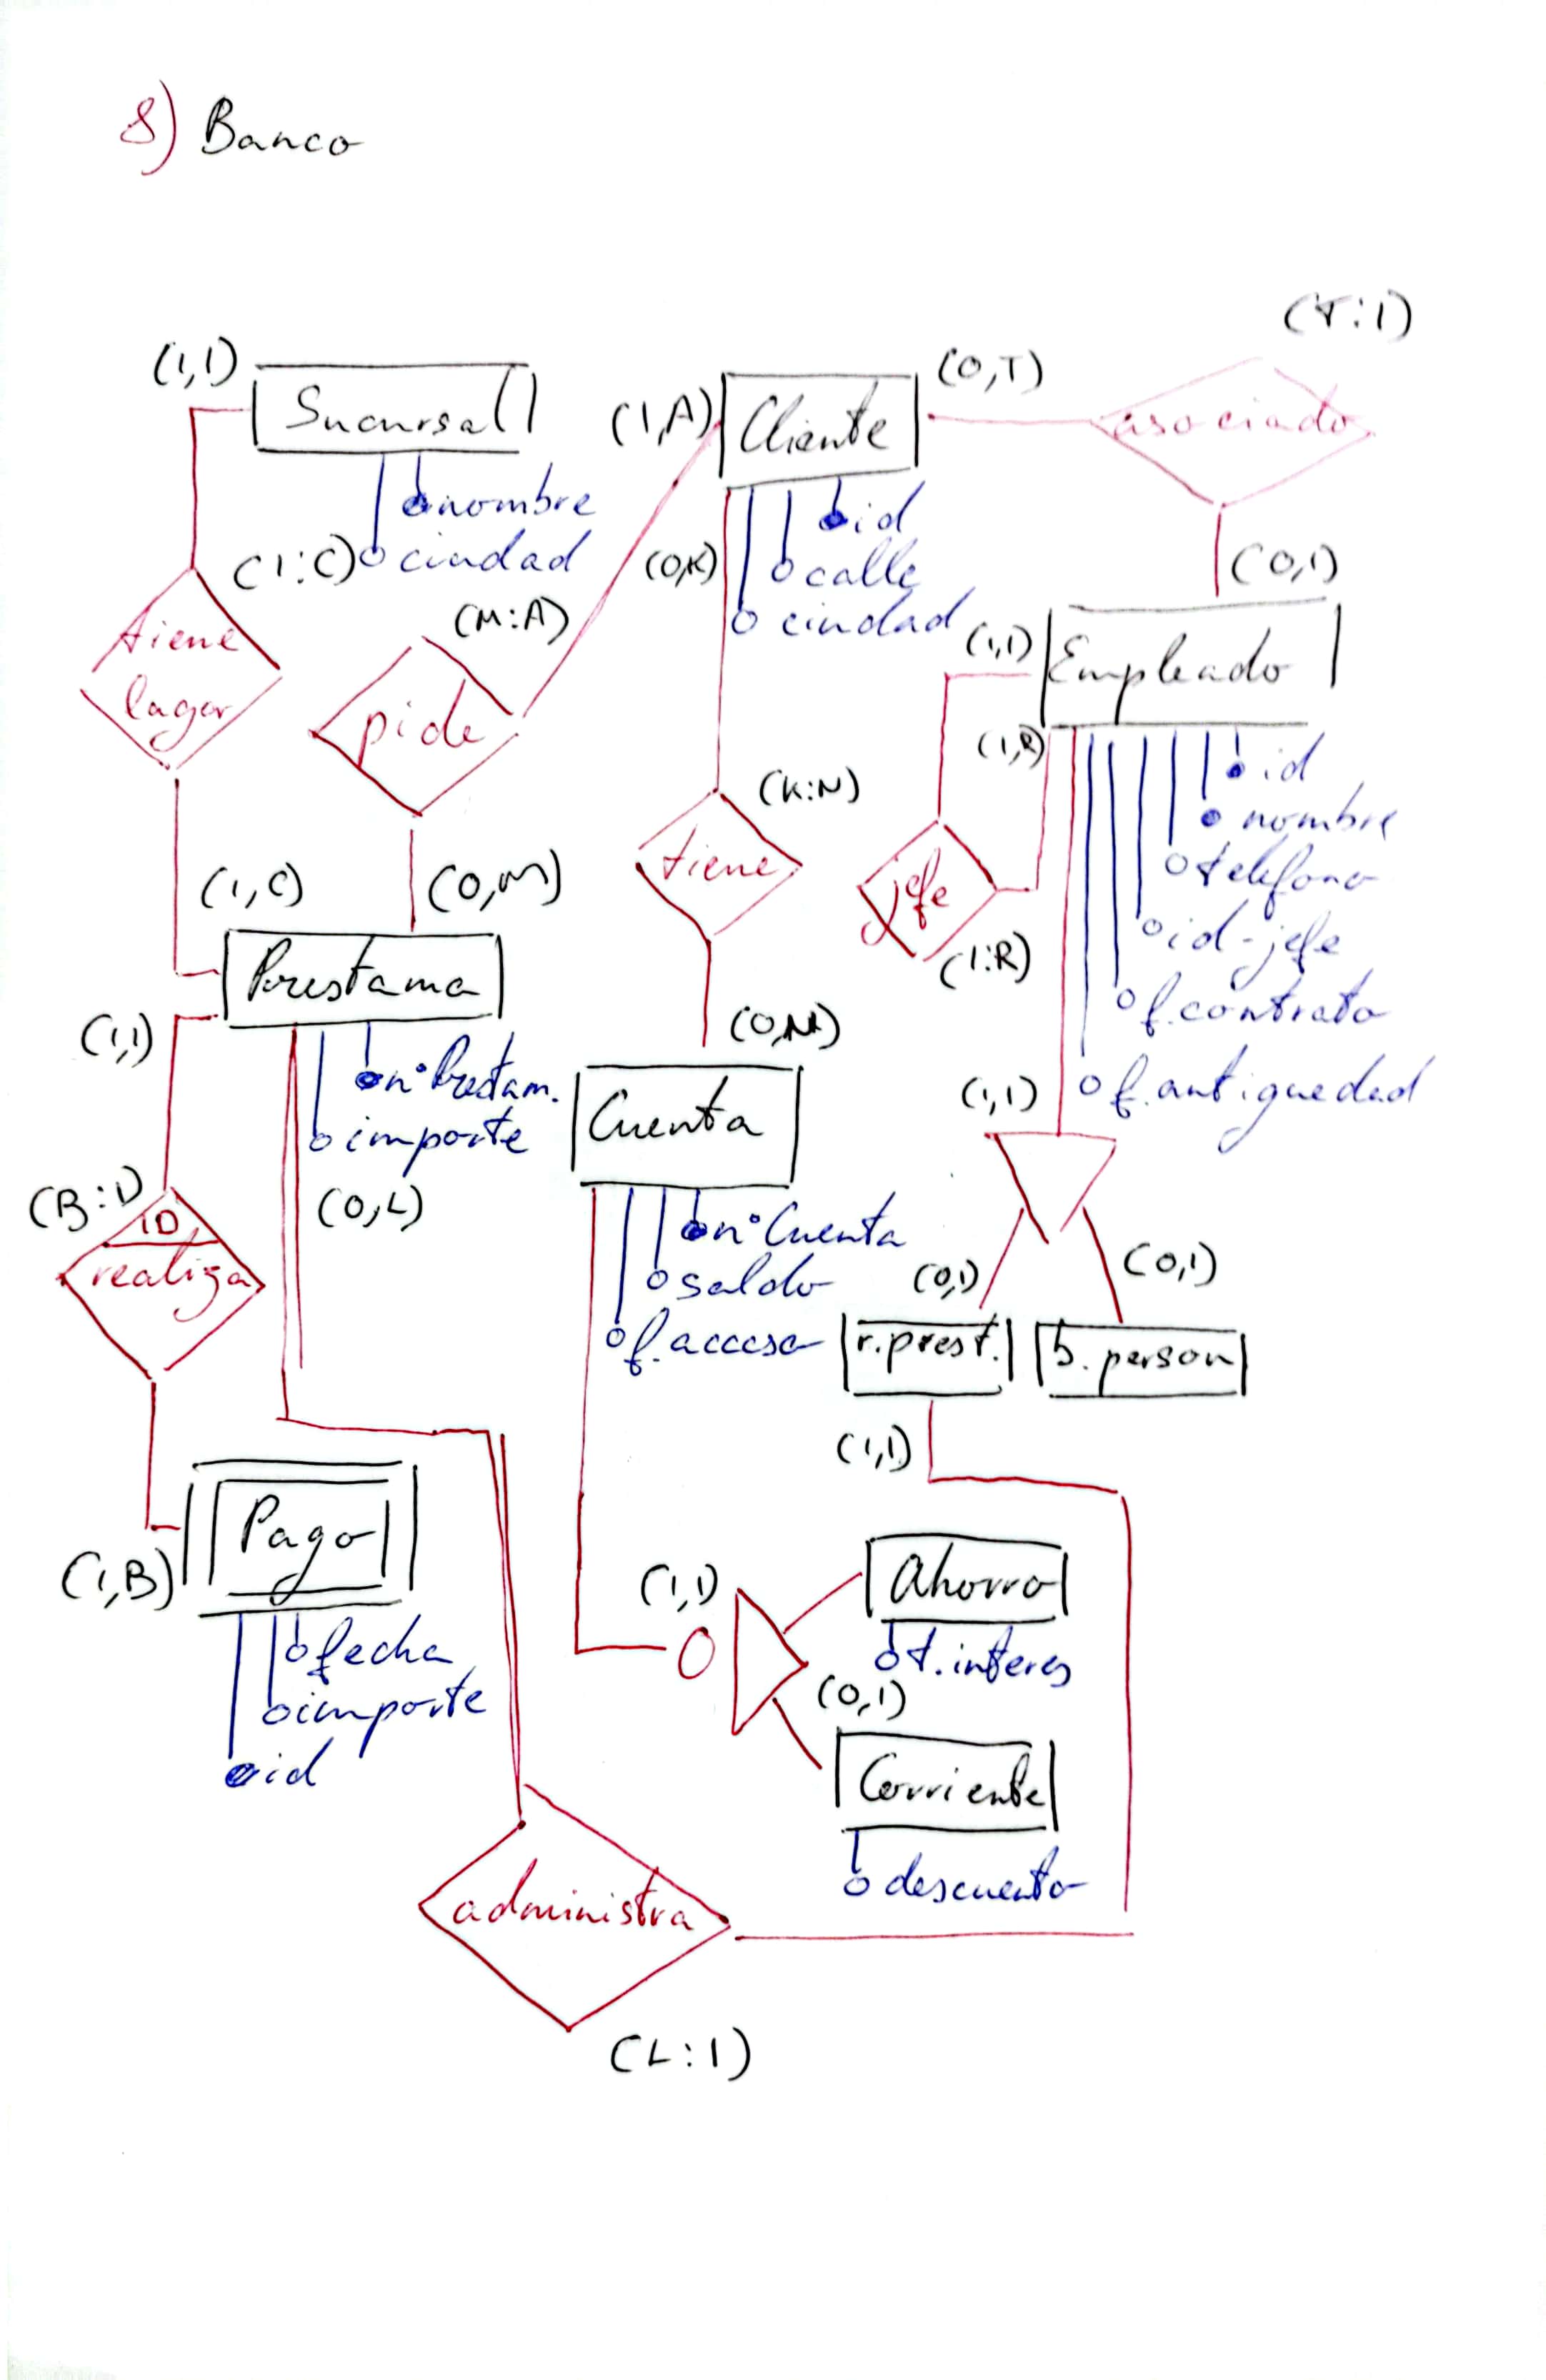 8) Banco
(T:1)
(1,1)
Sucursal
(1,A)
Cliente
(0,T)
asociado
nombre
ciudad
(1:C)
id
calle
ciudad
(0,K)
(0,1)
(M:A)
tiene
lugar
pide
(1,1)
Empleado
(1,R)
id
nombre
telefono
id-jefe
f.contrato
f.antiguedad
(K:N)
tiene
jefe
(1:R)
(1,C)
(0,M)
Prestamo
(0,N)
(1,1)
nº Prestam.
importe
Cuenta
(1,1)
(B:1)
ID
realiza
(0,L)
nº Cuenta
saldo
f.acceso
(0,1)
(0,1)
r.prest.
b.person
(1,1)
Pago
(1,B)
fecha
importe
id
(1,1)
O
Ahorro
t.interes
(0,1)
Corriente
descuento
administra
(L:1)